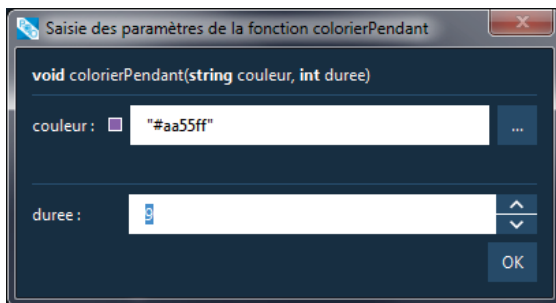 Saisie des paramètres de la fonction colorierPendant
void colorierPendant(string couleur, int duree)
couleur : "#aa55ff" ...
duree : 9
OK